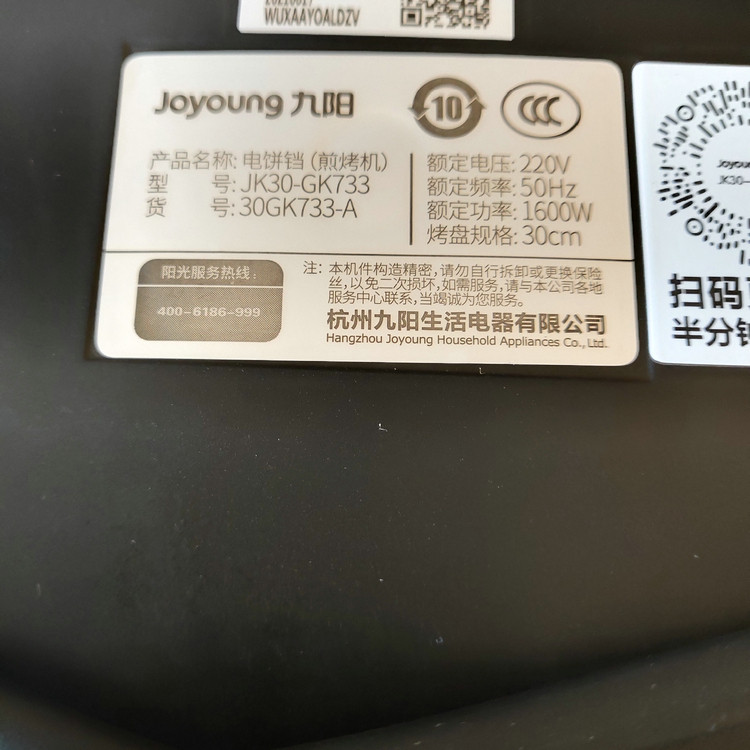 WUXAAYOALDZV
Joyoung 九阳
10
CCC
产品名称: 电饼铛 (煎烤机)
型 号: JK30-GK733
货 号: 30GK733-A
额定电压: 220V
额定频率: 50Hz
额定功率: 1600W
烤盘规格: 30cm
阳光服务热线:
400-6186-999
注: 本机件构造精密, 请勿自行拆卸或更换保险
丝, 以免二次损坏, 如需服务, 请与本公司各地
服务中心联系, 当竭诚为您服务。
杭州九阳生活电器有限公司
Hangzhou Joyoung Household Appliances Co., Ltd.
Joyoung
JK30-
扫码
半分钟